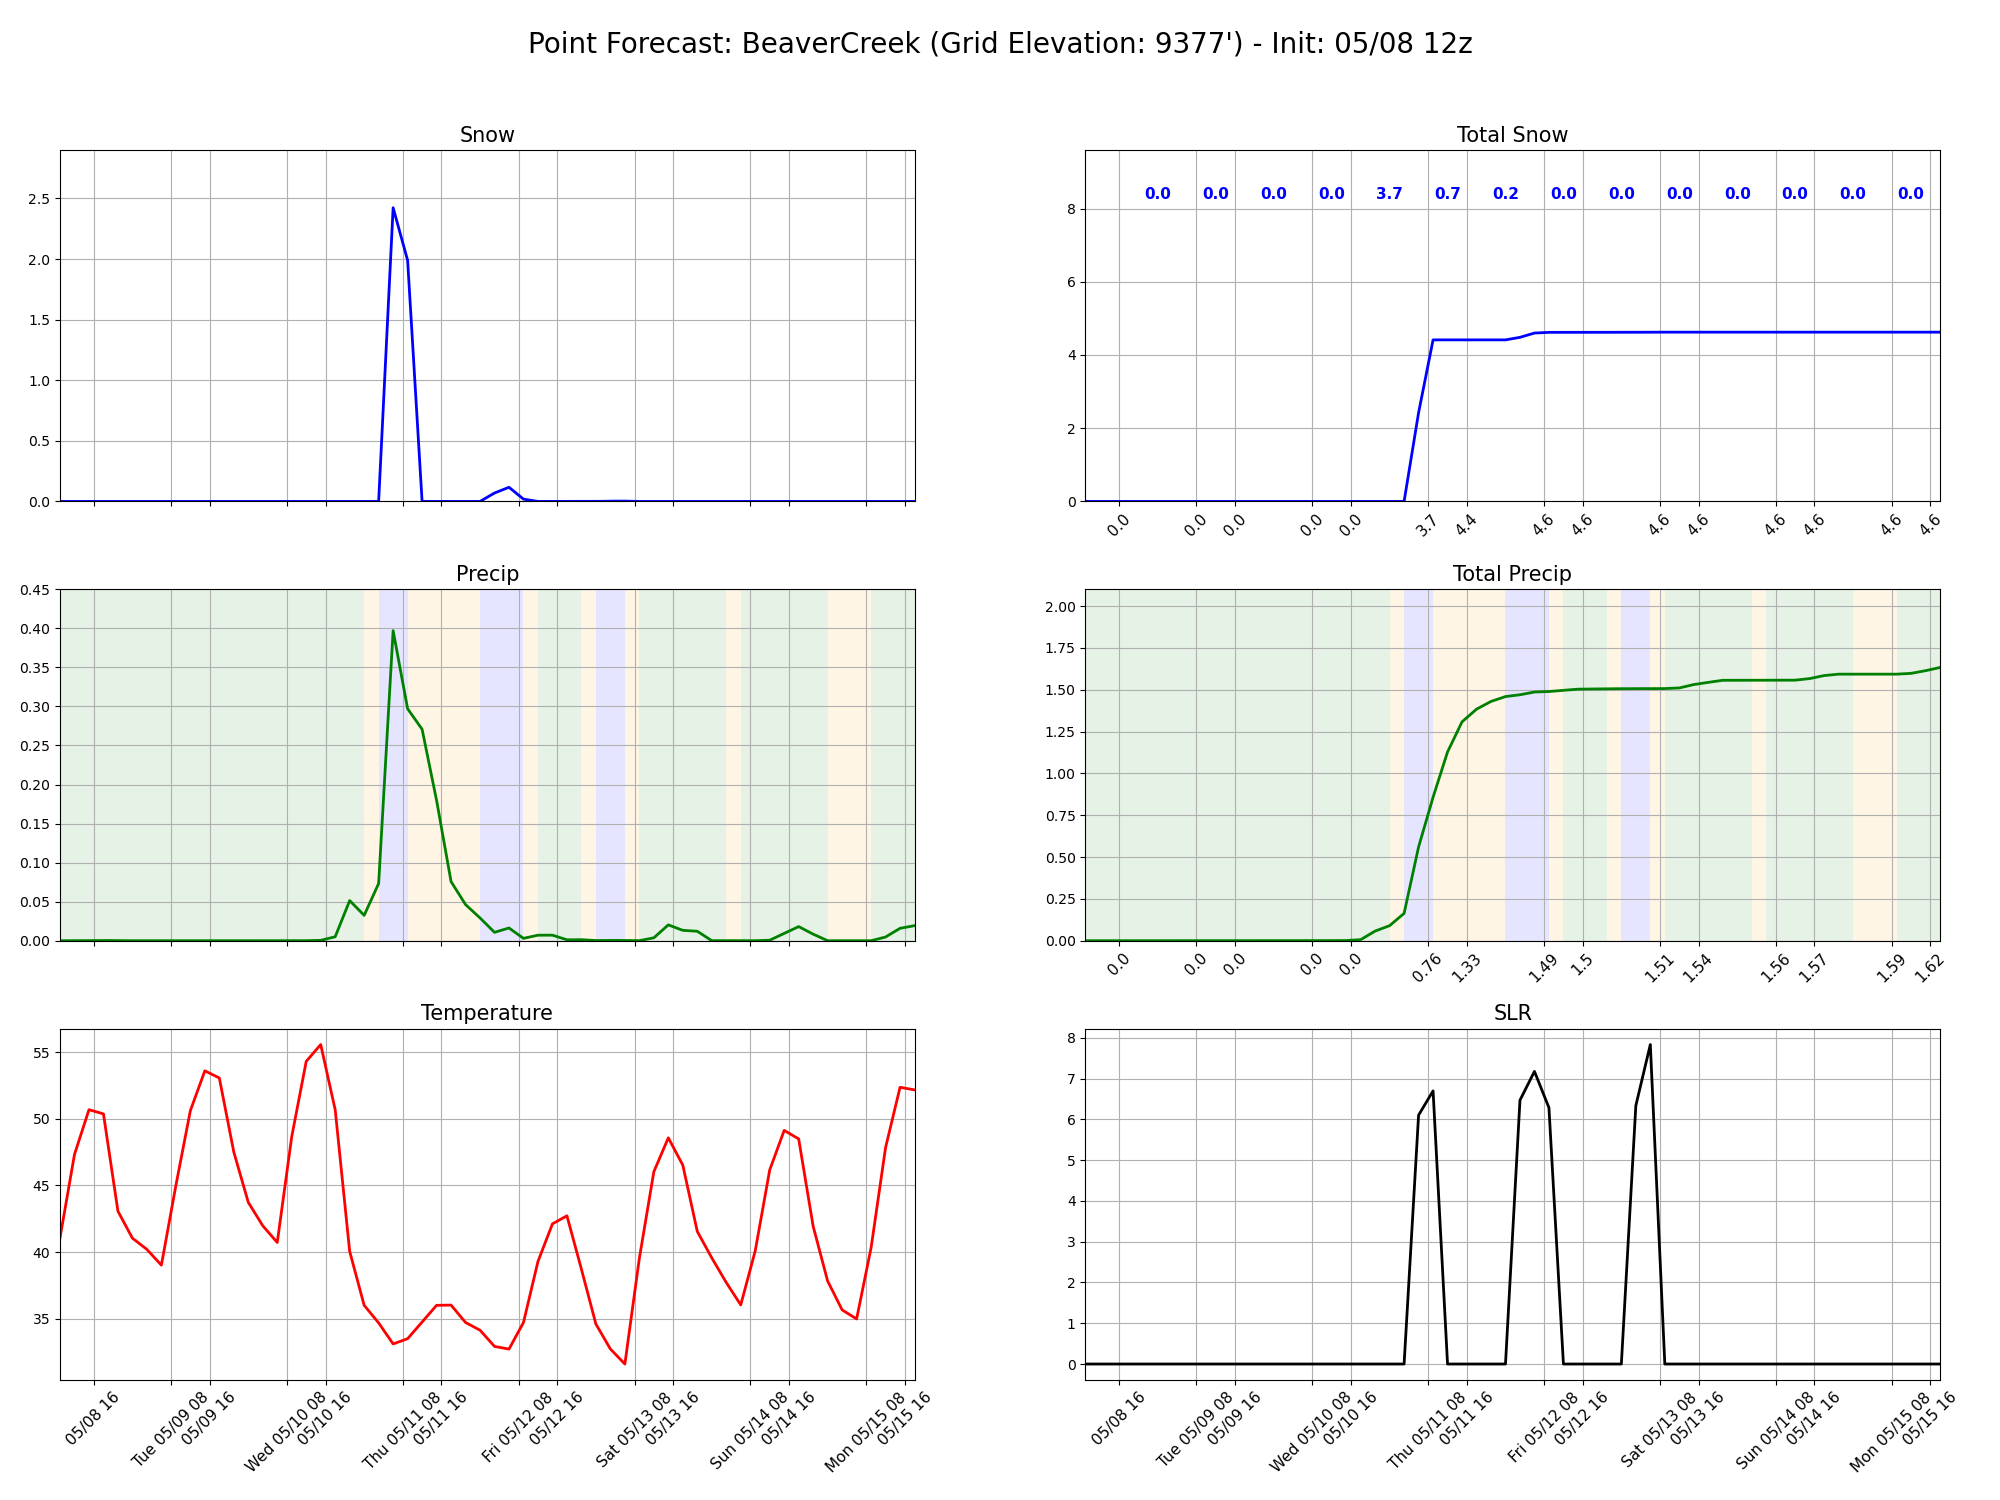 Point Forecast: BeaverCreek (Grid Elevation: 9377') - Init: 05/08 12z
Snow
2.5
2.0
1.5
1.0
0.5
0.0
Total Snow
0.0 0.0 0.0 0.0 3.7 0.7 0.2 0.0 0.0 0.0 0.0 0.0 0.0 0.0
8
6
4
2
0
0.0 0.0 0.0 0.0 0.0 3.7 4.4 4.6 4.6 4.6 4.6 4.6 4.6 4.6 4.6
Precip
0.45
0.40
0.35
0.30
0.25
0.20
0.15
0.10
0.05
0.00
Total Precip
2.00
1.75
1.50
1.25
1.00
0.75
0.50
0.25
0.00
0.0 0.0 0.0 0.0 0.0 0.76 1.33 1.49 1.5 1.51 1.54 1.56 1.57 1.59 1.62
Temperature
55
50
45
40
35
05/08 16
Tue 05/09 08
05/09 16
Wed 05/10 08
05/10 16
Thu 05/11 08
05/11 16
Fri 05/12 08
05/12 16
Sat 05/13 08
05/13 16
Sun 05/14 08
05/14 16
Mon 05/15 08
05/15 16
SLR
8
7
6
5
4
3
2
1
0
05/08 16
Tue 05/09 08
05/09 16
Wed 05/10 08
05/10 16
Thu 05/11 08
05/11 16
Fri 05/12 08
05/12 16
Sat 05/13 08
05/13 16
Sun 05/14 08
05/14 16
Mon 05/15 08
05/15 16